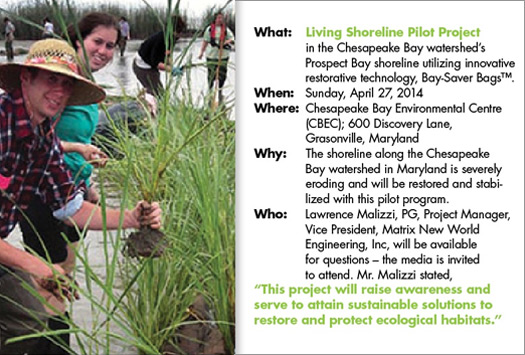 What: Living Shoreline Pilot Project
in the Chesapeake Bay watershed's
Prospect Bay shoreline utilizing innovative
restorative technology, Bay-Saver Bags™.
When: Sunday, April 27, 2014
Where: Chesapeake Bay Environmental Centre
(CBEC); 600 Discovery Lane,
Grasonville, Maryland
Why: The shoreline along the Chesapeake
Bay watershed in Maryland is severely
eroding and will be restored and stabi-
lized with this pilot program.
Who: Lawrence Malizzi, PG, Project Manager,
Vice President, Matrix New World
Engineering, Inc, will be available
for questions – the media is invited
to attend. Mr. Malizzi stated,
"This project will raise awareness and
serve to attain sustainable solutions to
restore and protect ecological habitats."